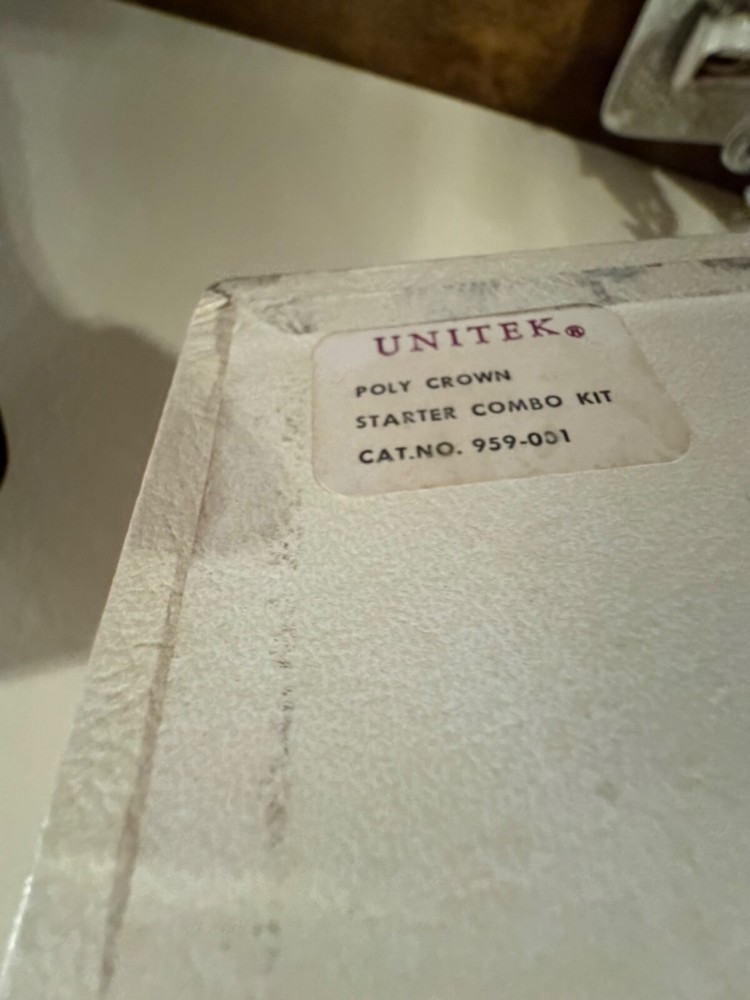 UNITEK®
POLY CROWN
STARTER COMBO KIT
CAT.NO. 959-001